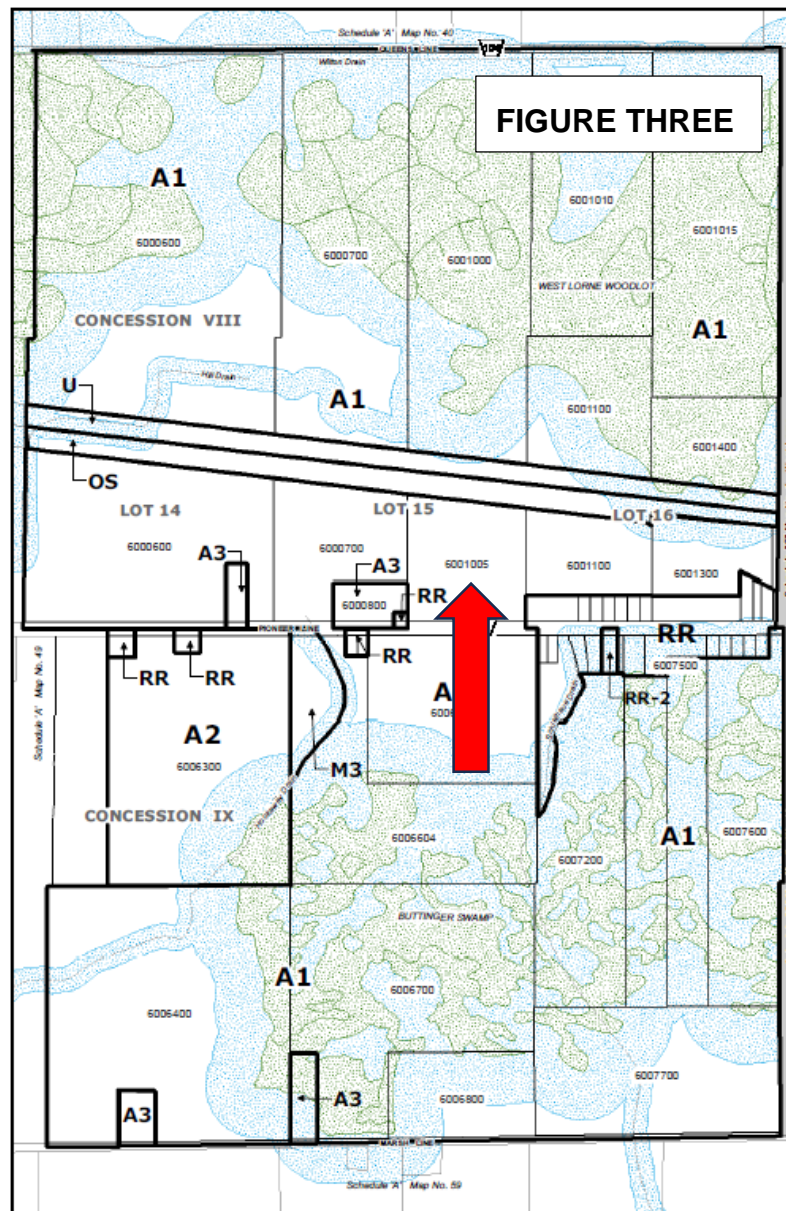 Schedule 'A' Map No. 40
QUEENS LINE
Wilton Drain
FIGURE THREE
A1
6000600
6000700
6001000
6001010
6001015
WEST LORNE WOODLOT
A1
CONCESSION VIII
Hill Drain
U
A1
6001100
6001400
OS
LOT 14
LOT 15
LOT 16
6000600
A3
6000700
A3
6001005
6001100
6001300
6000800
RR
PIONEER LINE
RR
RR
RR
RR
6007500
RR-2
Schedule 'A' Map No. 49
A2
6006300
M3
CONCESSION IX
6006604
6007200
A1
6007600
BUTTINGER SWAMP
A1
6006700
6006400
6007700
A3
A3
6006800
MARSH LINE
Schedule 'A' Map No. 59